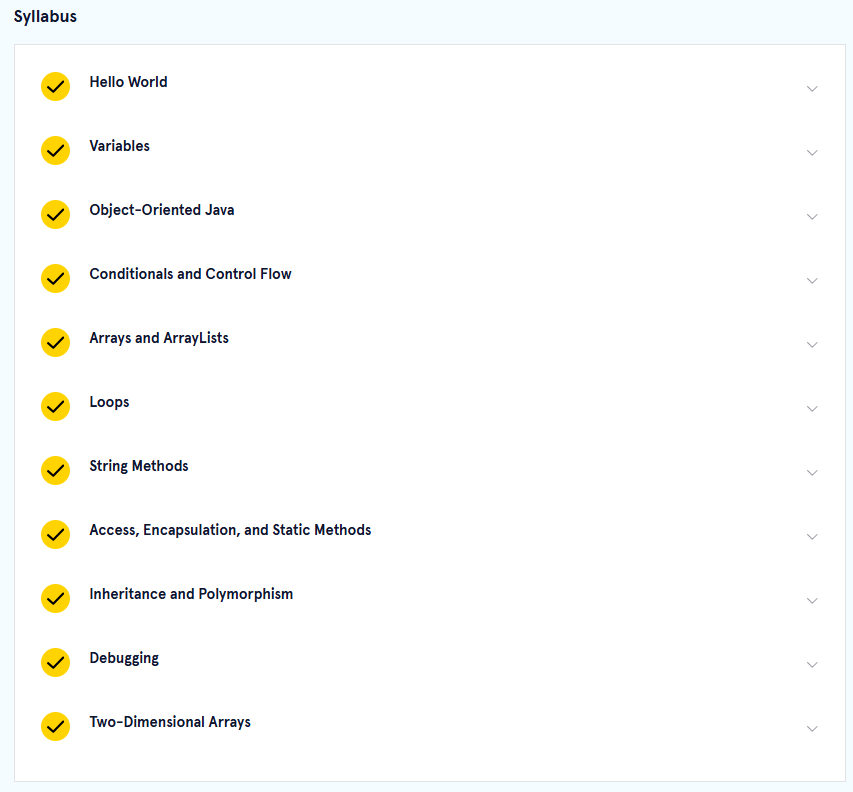 Syllabus
Hello World
Variables
Object-Oriented Java
Conditionals and Control Flow
Arrays and ArrayLists
Loops
String Methods
Access, Encapsulation, and Static Methods
Inheritance and Polymorphism
Debugging
Two-Dimensional Arrays